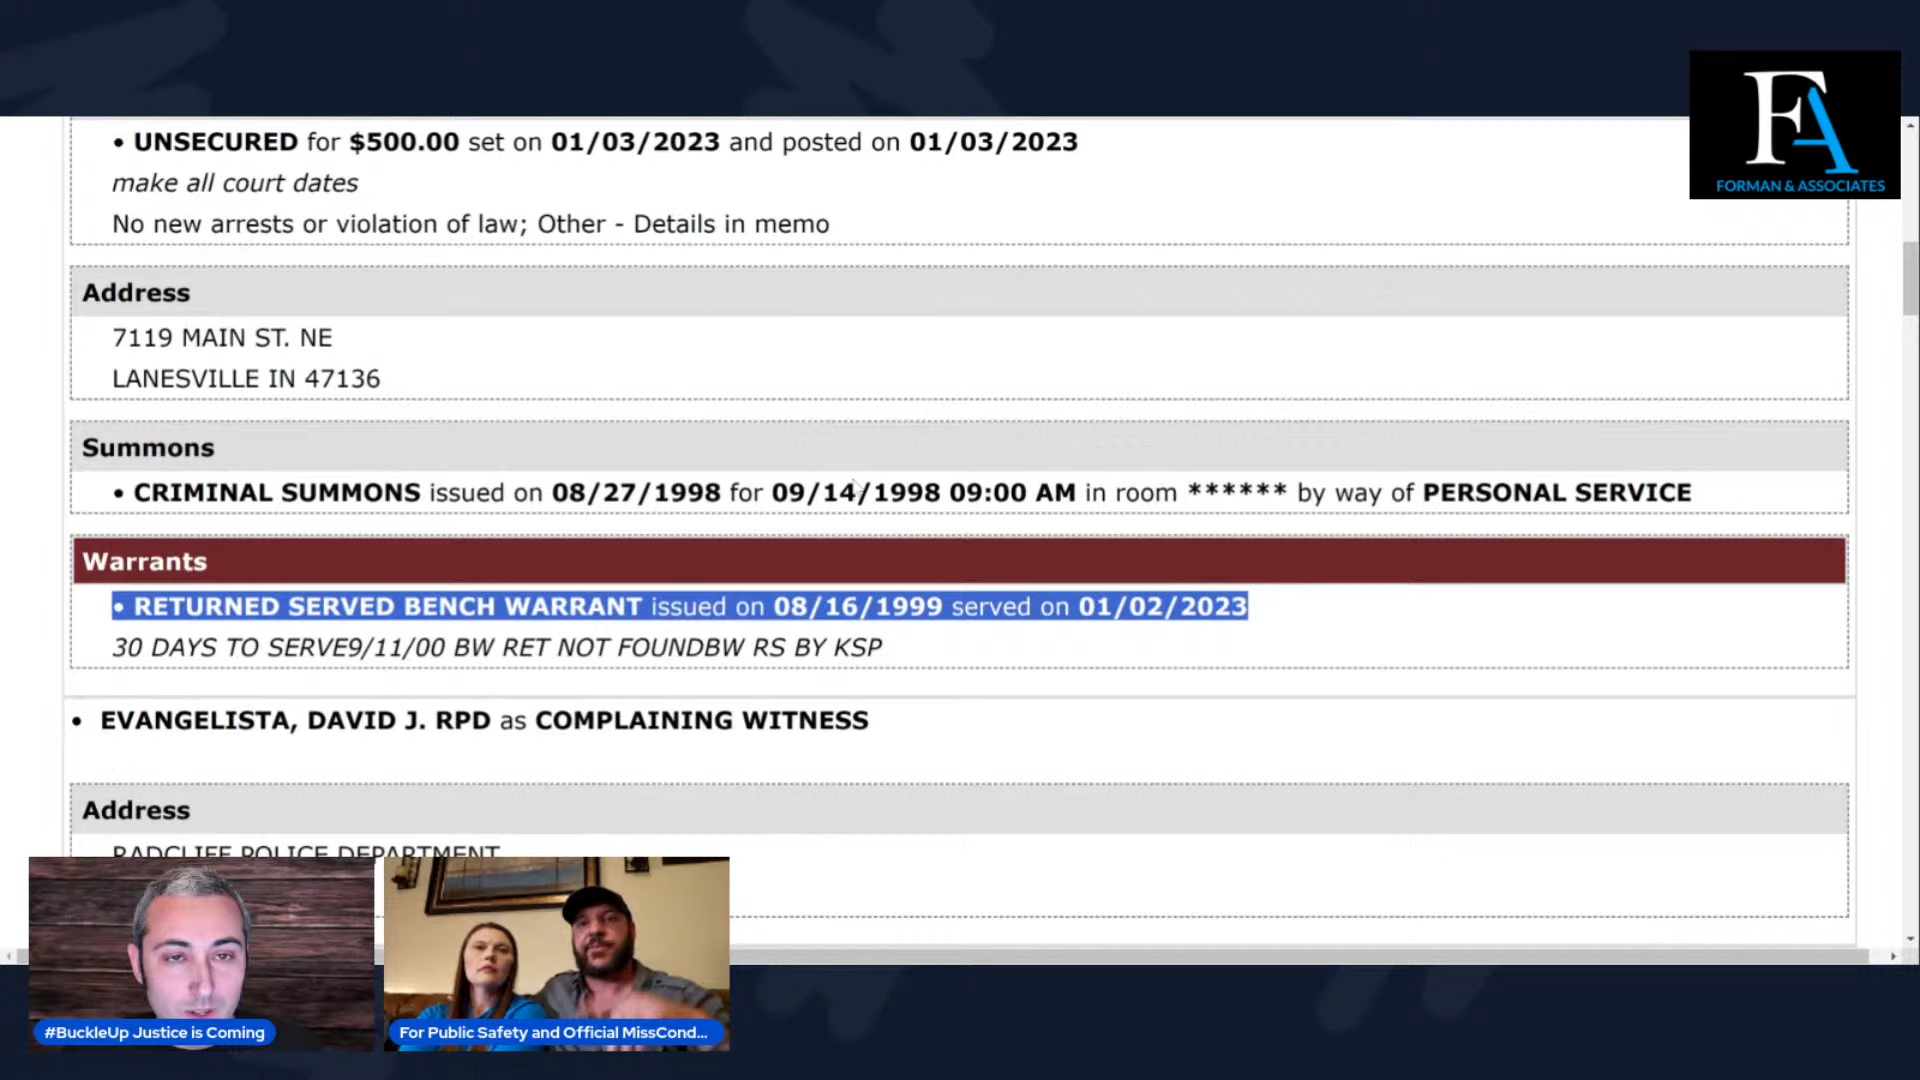 FA
FORMAN & ASSOCIATES
• UNSECURED for $500.00 set on 01/03/2023 and posted on 01/03/2023
make all court dates
No new arrests or violation of law; Other - Details in memo
Address
7119 MAIN ST. NE
LANESVILLE IN 47136
Summons
• CRIMINAL SUMMONS issued on 08/27/1998 for 09/14/1998 09:00 AM in room ****** by way of PERSONAL SERVICE
Warrants
• RETURNED SERVED BENCH WARRANT issued on 08/16/1999 served on 01/02/2023
30 DAYS TO SERVE9/11/00 BW RET NOT FOUNDBW RS BY KSP
• EVANGELISTA, DAVID J. RPD as COMPLAINING WITNESS
Address
RADCLIFF POLICE DEPARTMENT
#BuckleUp Justice is Coming
For Public Safety and Official MissCond...